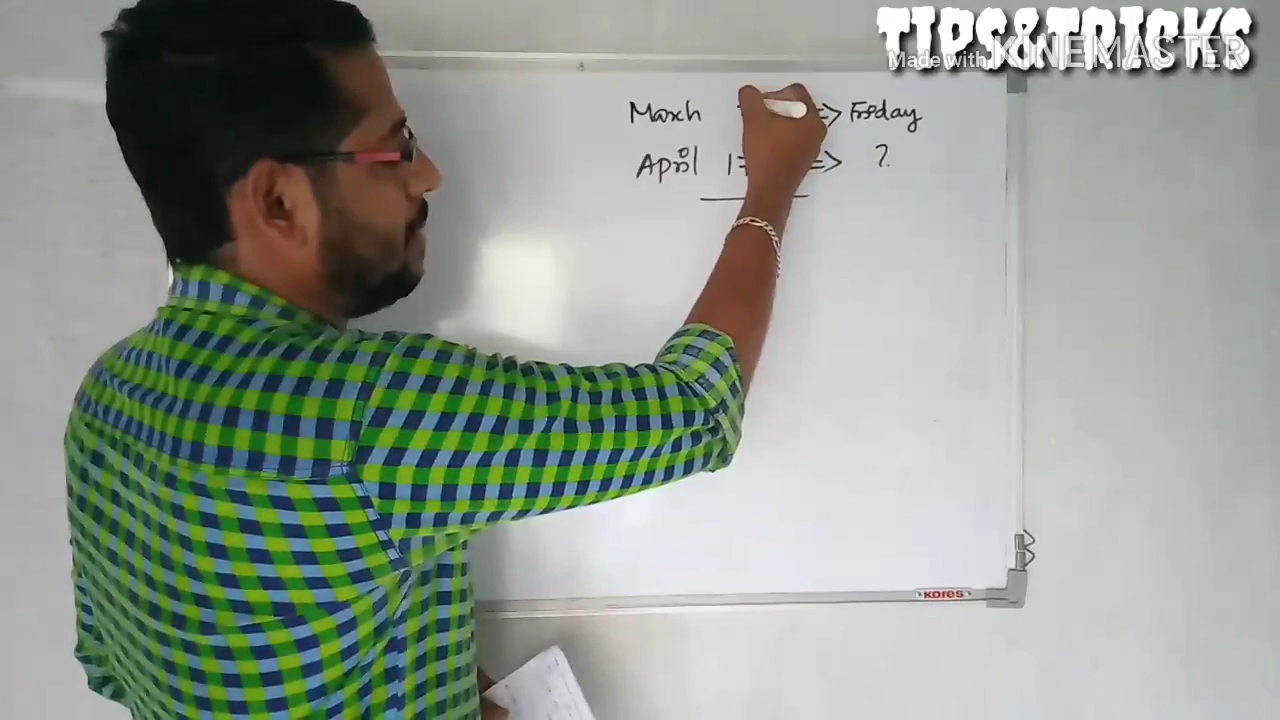 TIPS&TRICKS
Made with KINEMASTER
March => Friday
April 1 => ?
KORES